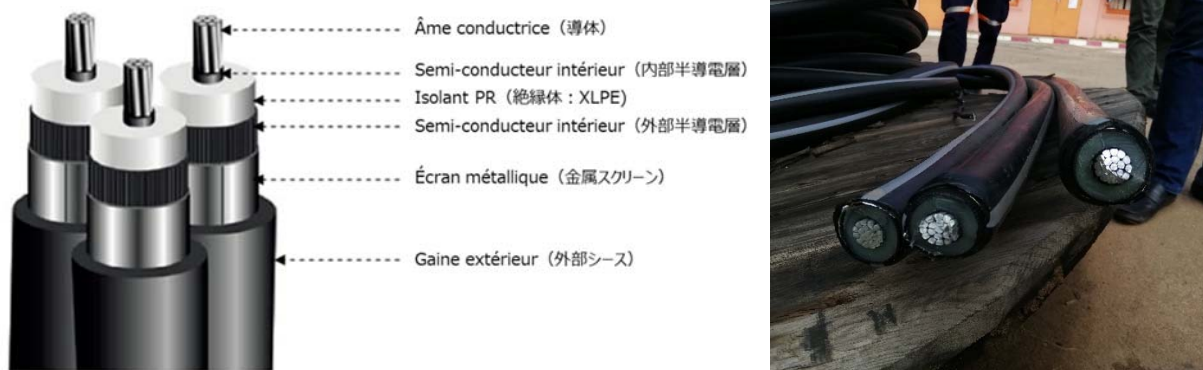 Âme conductrice（導体）
Semi-conducteur intérieur（内部半導電層）
Isolant PR（絶縁体：XLPE)
Semi-conducteur intérieur（外部半導電層）
Écran métallique（金属スクリーン）
Gaine extérieur（外部シース）